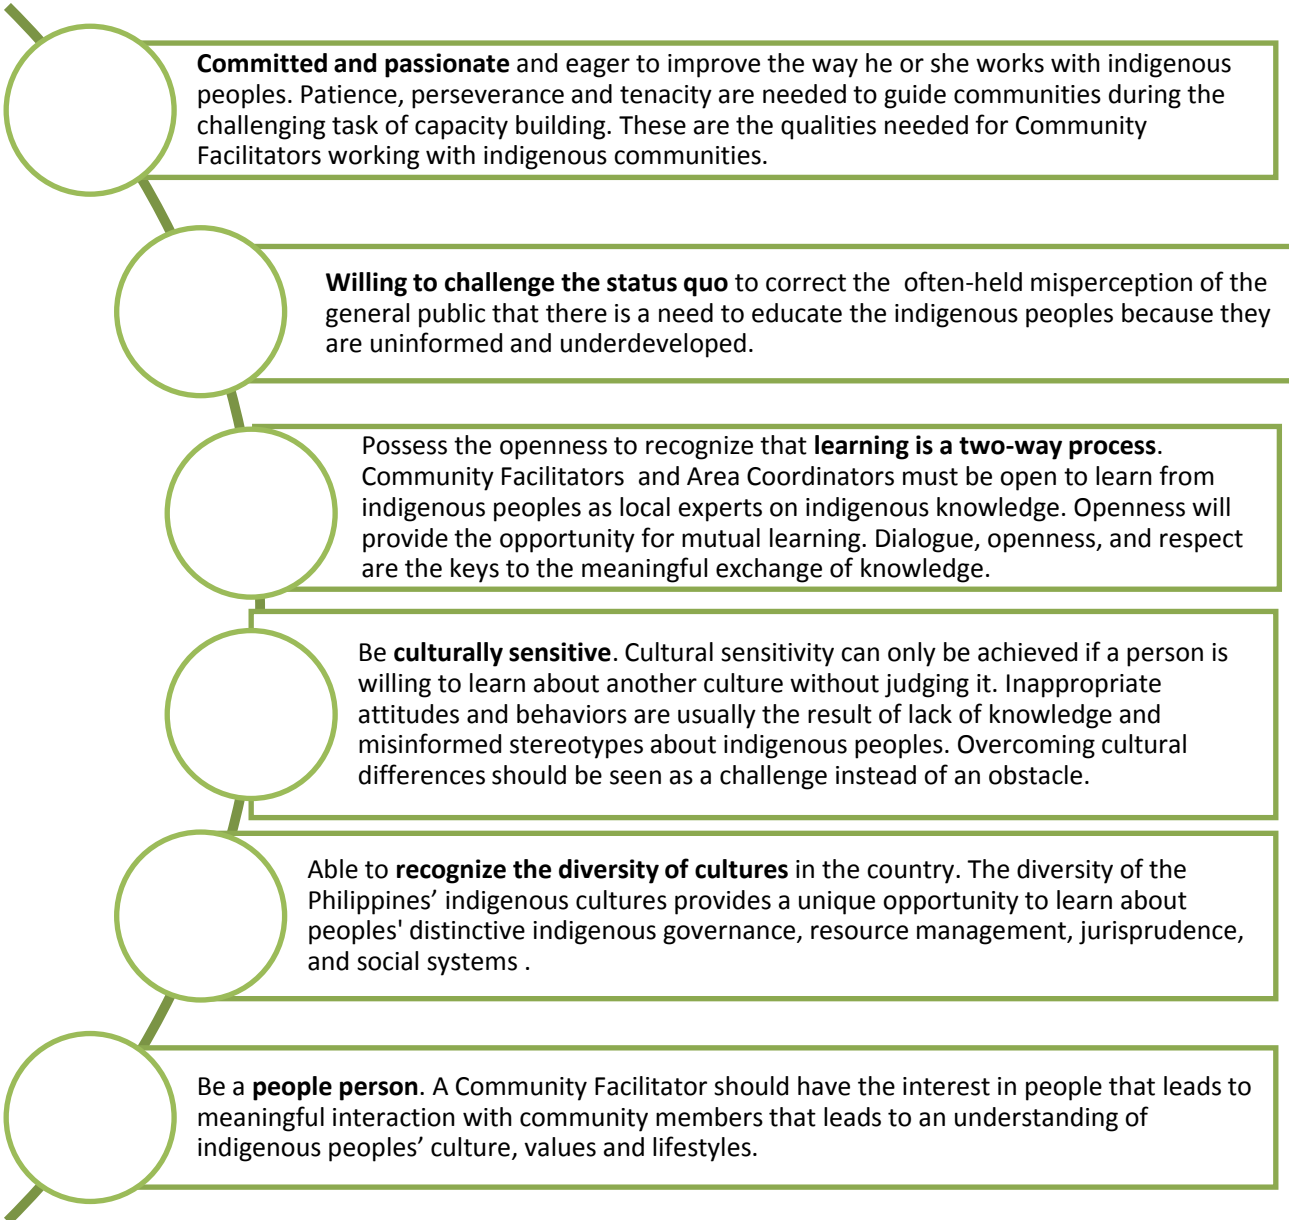 Committed and passionate and eager to improve the way he or she works with indigenous
peoples. Patience, perseverance and tenacity are needed to guide communities during the
challenging task of capacity building. These are the qualities needed for Community
Facilitators working with indigenous communities.
Willing to challenge the status quo to correct the  often-held misperception of the
general public that there is a need to educate the indigenous peoples because they
are uninformed and underdeveloped.
Possess the openness to recognize that learning is a two-way process.
Community Facilitators  and Area Coordinators must be open to learn from
indigenous peoples as local experts on indigenous knowledge. Openness will
provide the opportunity for mutual learning. Dialogue, openness, and respect
are the keys to the meaningful exchange of knowledge.
Be culturally sensitive. Cultural sensitivity can only be achieved if a person is
willing to learn about another culture without judging it. Inappropriate
attitudes and behaviors are usually the result of lack of knowledge and
misinformed stereotypes about indigenous peoples. Overcoming cultural
differences should be seen as a challenge instead of an obstacle.
Able to recognize the diversity of cultures in the country. The diversity of the
Philippines’ indigenous cultures provides a unique opportunity to learn about
peoples' distinctive indigenous governance, resource management, jurisprudence,
and social systems .
Be a people person. A Community Facilitator should have the interest in people that leads to
meaningful interaction with community members that leads to an understanding of
indigenous peoples’ culture, values and lifestyles.